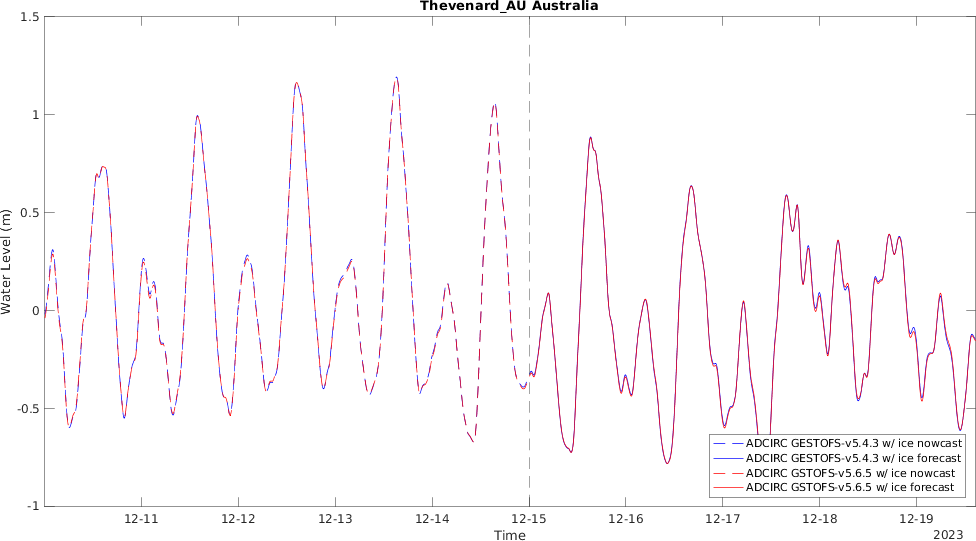 Thevenard_AU Australia
Water Level (m)
1.5
1
0.5
0
-0.5
-1
12-11
12-12
12-13
12-14
12-15
12-16
12-17
12-18
12-19
Time
2023
ADCIRC GESTOFS-v5.4.3 w/ ice nowcast
ADCIRC GESTOFS-v5.4.3 w/ ice forecast
ADCIRC GSTOFS-v5.6.5 w/ ice nowcast
ADCIRC GSTOFS-v5.6.5 w/ ice forecast